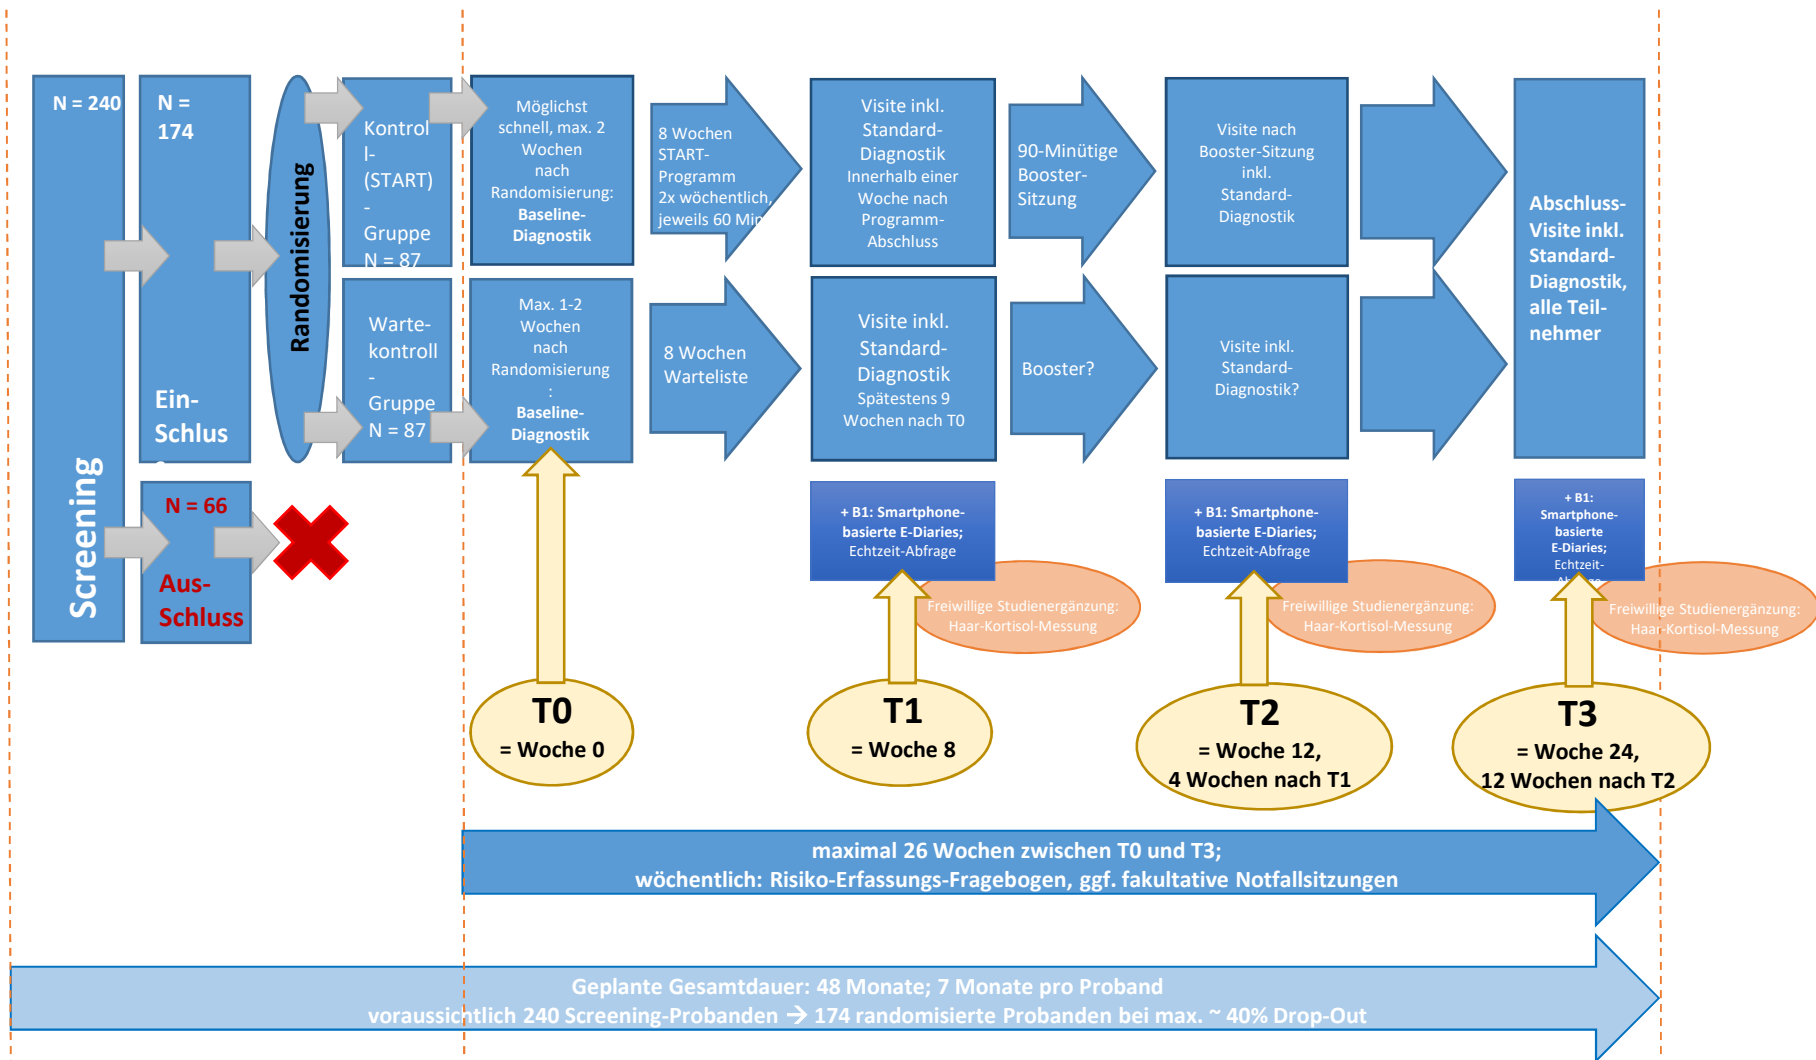 N = 240
Screening
N =
174
Ein-
Schlus
N = 66
Aus-
Schluss
Randomisierung
Kontrol
l-
(START)
-
Gruppe
N = 87
Warte-
kontroll
-
Gruppe
N = 87
Möglichst
schnell, max. 2
Wochen
nach
Randomisierung:
Baseline-
Diagnostik
Max. 1-2
Wochen
nach
Randomisierung
:
Baseline-
Diagnostik
8 Wochen
START-
Programm
2x wöchentlich,
jeweils 60 Min
8 Wochen
Warteliste
Visite inkl.
Standard-
Diagnostik
Innerhalb einer
Woche nach
Programm-
Abschluss
Visite inkl.
Standard-
Diagnostik
Spätestens 9
Wochen nach T0
90-Minütige
Booster-
Sitzung
Booster?
Visite nach
Booster-Sitzung
inkl.
Standard-
Diagnostik
Visite inkl.
Standard-
Diagnostik?
Abschluss-
Visite inkl.
Standard-
Diagnostik,
alle Teil-
nehmer
+ B1: Smartphone-
basierte E-Diaries;
Echtzeit-Abfrage
Freiwillige Studienergänzung:
Haar-Kortisol-Messung
+ B1: Smartphone-
basierte E-Diaries;
Echtzeit-Abfrage
Freiwillige Studienergänzung:
Haar-Kortisol-Messung
+ B1:
Smartphone-
basierte
E-Diaries;
Echtzeit-
Abfrage
Freiwillige Studienergänzung:
Haar-Kortisol-Messung
T0
= Woche 0
T1
= Woche 8
T2
= Woche 12,
4 Wochen nach T1
T3
= Woche 24,
12 Wochen nach T2
maximal 26 Wochen zwischen T0 und T3;
wöchentlich: Risiko-Erfassungs-Fragebogen, ggf. fakultative Notfallsitzungen
Geplante Gesamtdauer: 48 Monate; 7 Monate pro Proband
voraussichtlich 240 Screening-Probanden → 174 randomisierte Probanden bei max. ~ 40% Drop-Out